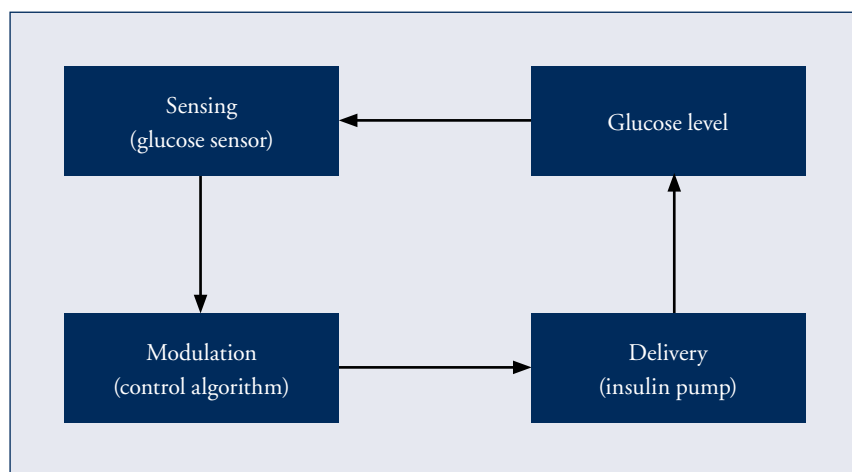 Sensing
(glucose sensor)
Glucose level
Modulation
(control algorithm)
Delivery
(insulin pump)